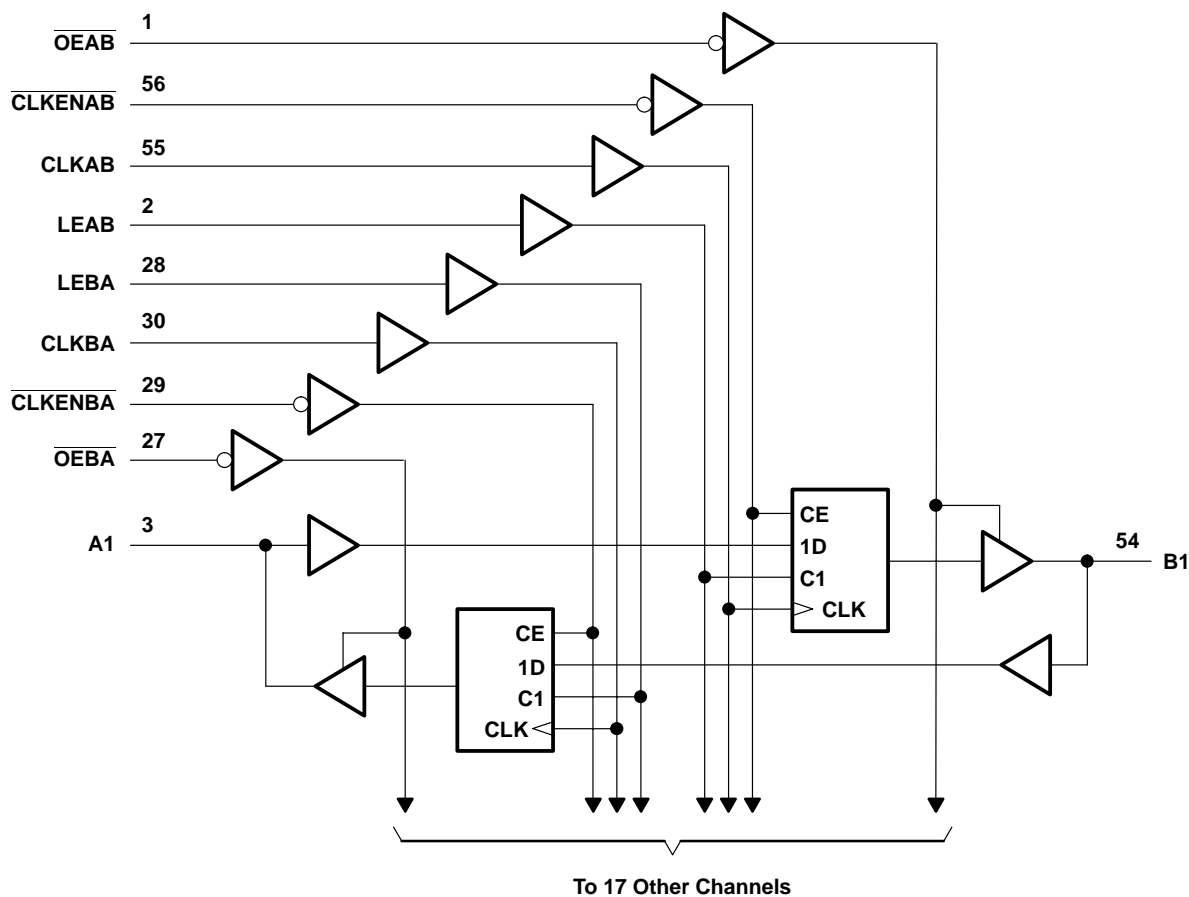 1
OEAB
56
CLKENAB
55
CLKAB
2
LEAB
28
LEBA
30
CLKBA
29
CLKENBA
27
OEBA
3
A1
CE
1D
C1
CLK
54
B1
CE
1D
C1
CLK
To 17 Other Channels